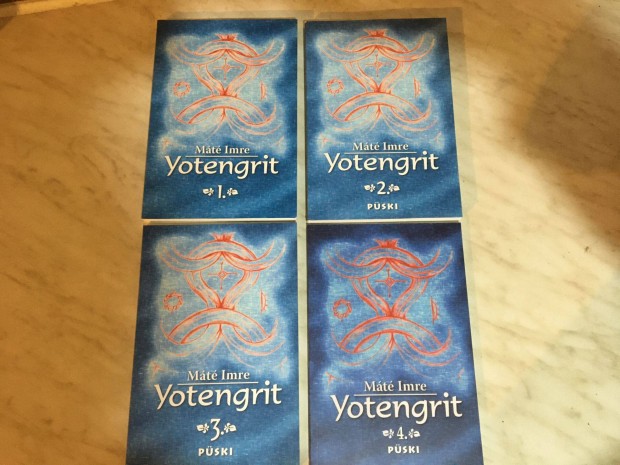 Máté Imre
Yotengrit
1.
Máté Imre
Yotengrit
2.
PÜSKI
Máté Imre
Yotengrit
3.
PÜSKI
Máté Imre
Yotengrit
4.
PÜSKI